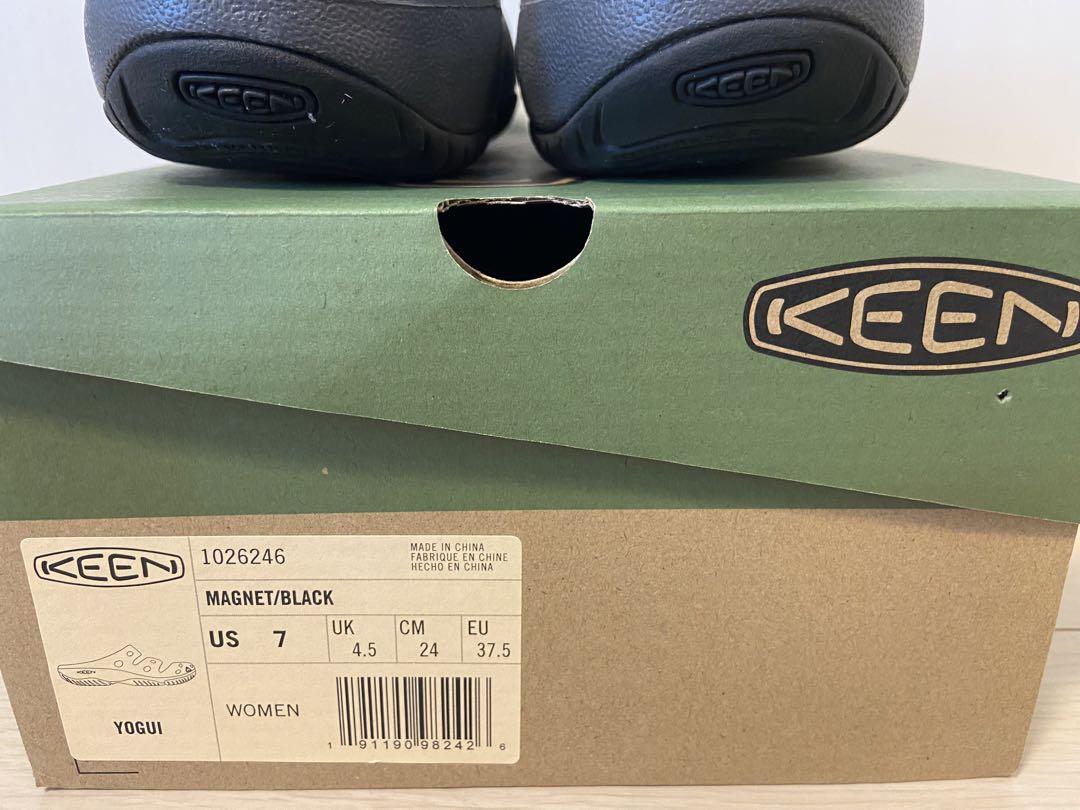 KEEN
KEEN
KEEN
KEEN
1026246
MADE IN CHINA
FABRIQUE EN CHINE
HECHO EN CHINA
MAGNET/BLACK
US 7
UK 4.5
CM 24
EU 37.5
KEEN
YOGUI
WOMEN
1 91190 98242 6